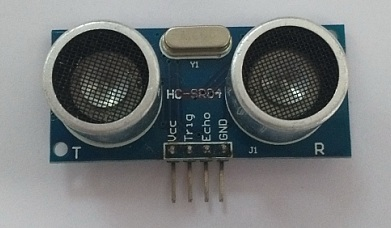 Y1
HC-SR04
Vcc
Trig
Echo
GND
T
J1
R